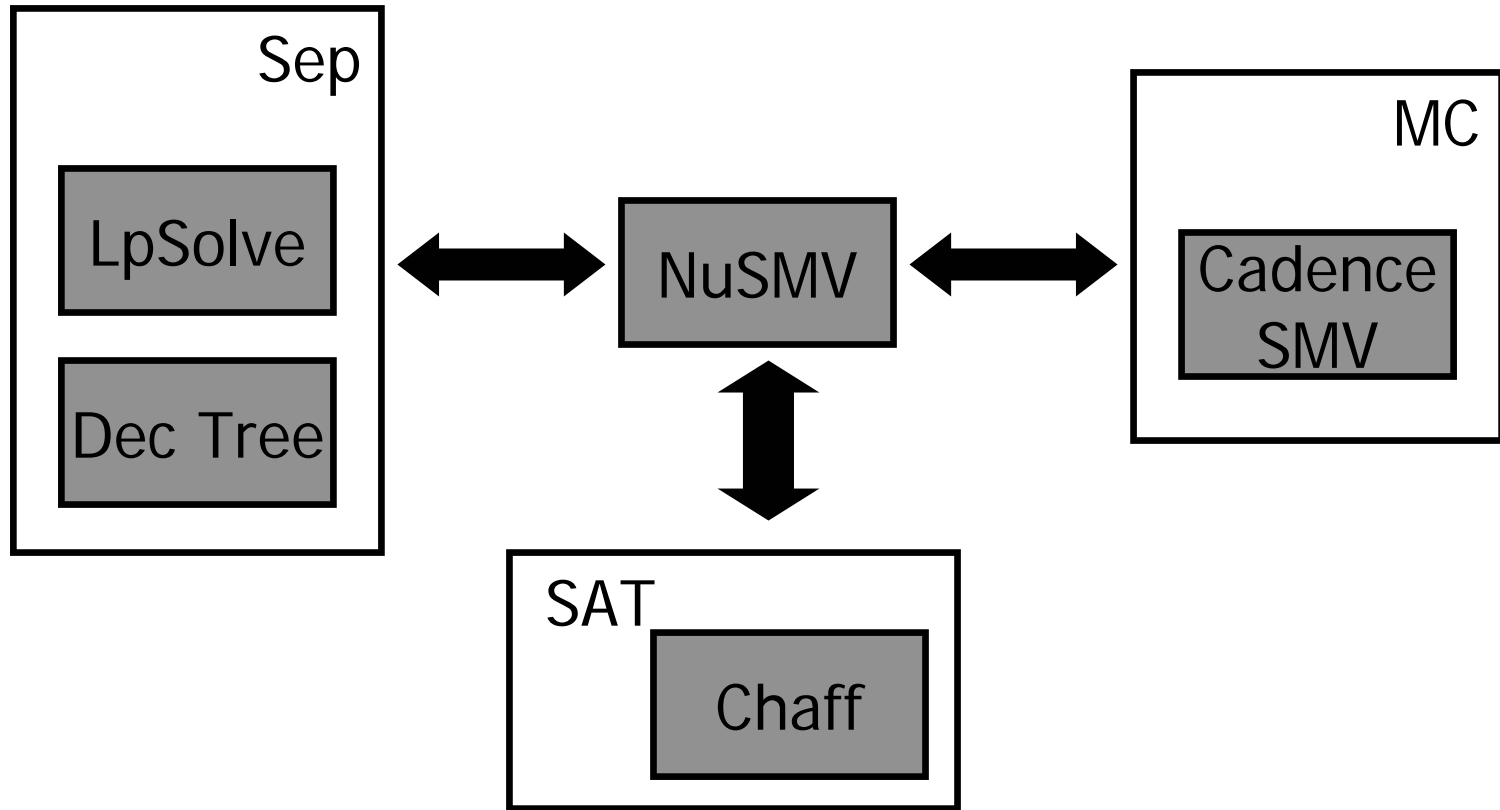 Sep
LpSolve
Dec Tree
NuSMV
MC
Cadence
SMV
SAT
Chaff